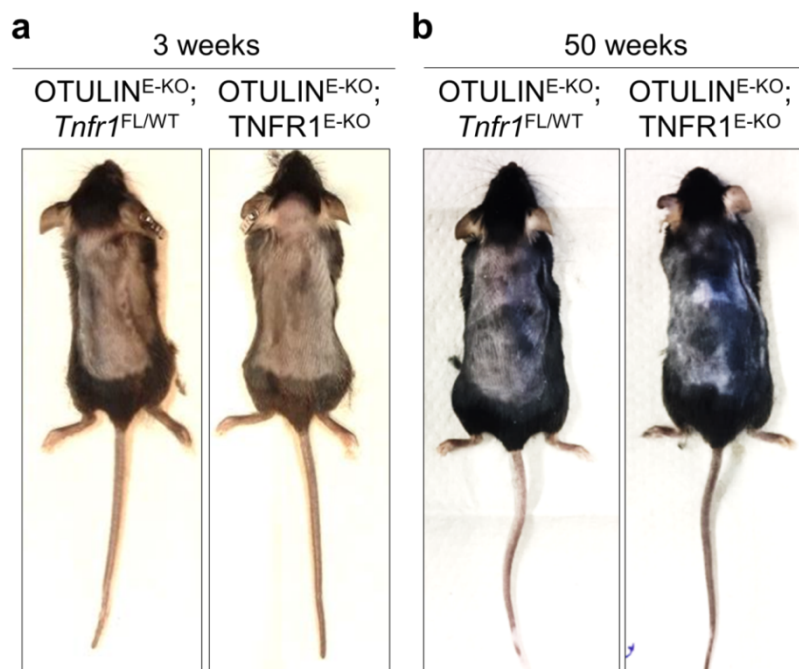 a
3 weeks
OTULINE-KO; OTULINE-KO;
Tnfr1FL/WT TNFR1E-KO
b
50 weeks
OTULINE-KO; OTULINE-KO;
Tnfr1FL/WT TNFR1E-KO